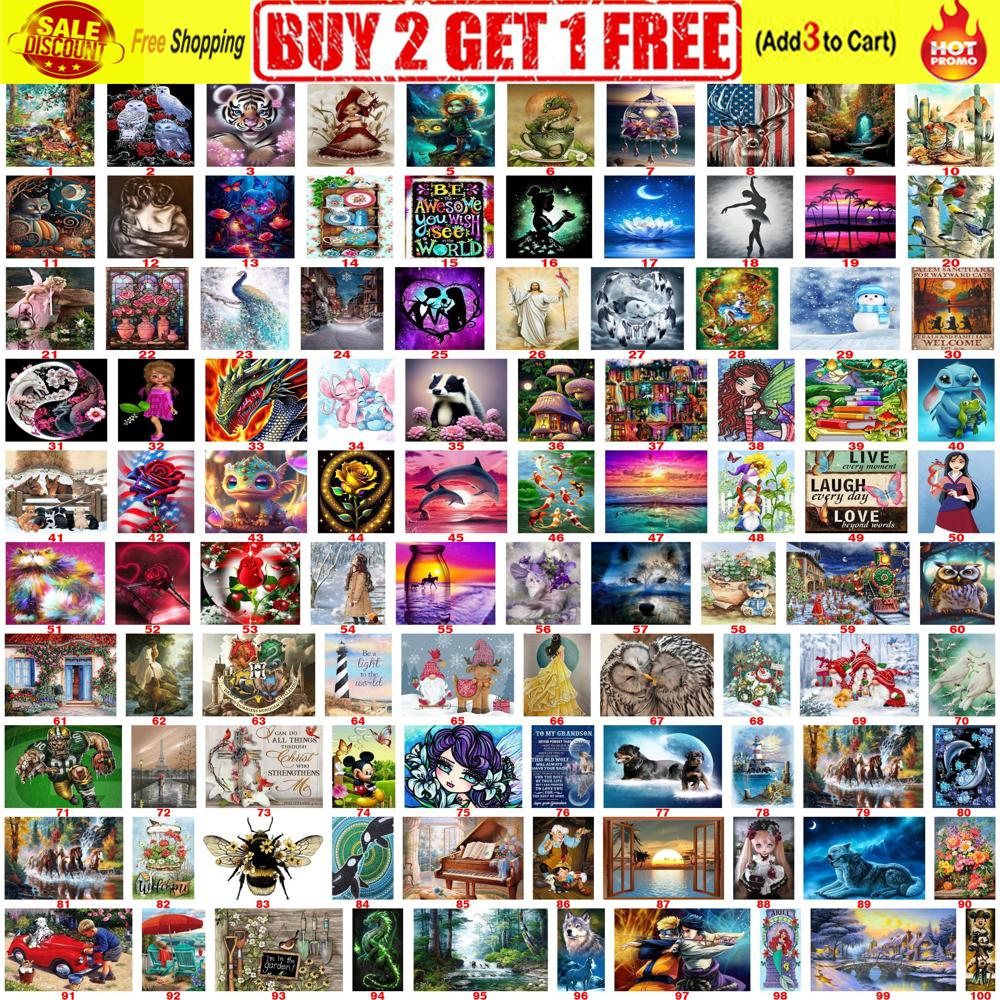 SALE
DISCOUNT
Free Shopping
BUY 2 GET 1 FREE
(Add 3 to Cart)
HOT
PROMO
1 2 3 4 5 6 7 8 9 10
BE
AWESOME
you WISH
SEE
WORLD
11 12 13 14 15 16 17 18 19 20
SALEM SANCTUARY
FOR WAYWARD CATS
WELCOME
21 22 23 24 25 26 27 28 29 30
31 32 33 34 35 36 37 38 39 40
LIVE
every moment
LAUGH
every day
LOVE
beyond words
41 42 43 44 45 46 47 48 49 50
51 52 53 54 55 56 57 58 59 60
H
Be a
light
to the
world
61 62 63 64 65 66 67 68 69 70
I CAN DO
ALL THINGS
THROUGH
Christ
WHO
STRENGTHENS
Me
TO MY GRANDSON
71 72 73 74 75 76 77 78 79 80
Welcome
81 82 83 84 85 86 87 88 89 90
I'm in the
garden!
ARIEL
91 92 93 94 95 96 97 98 99 100